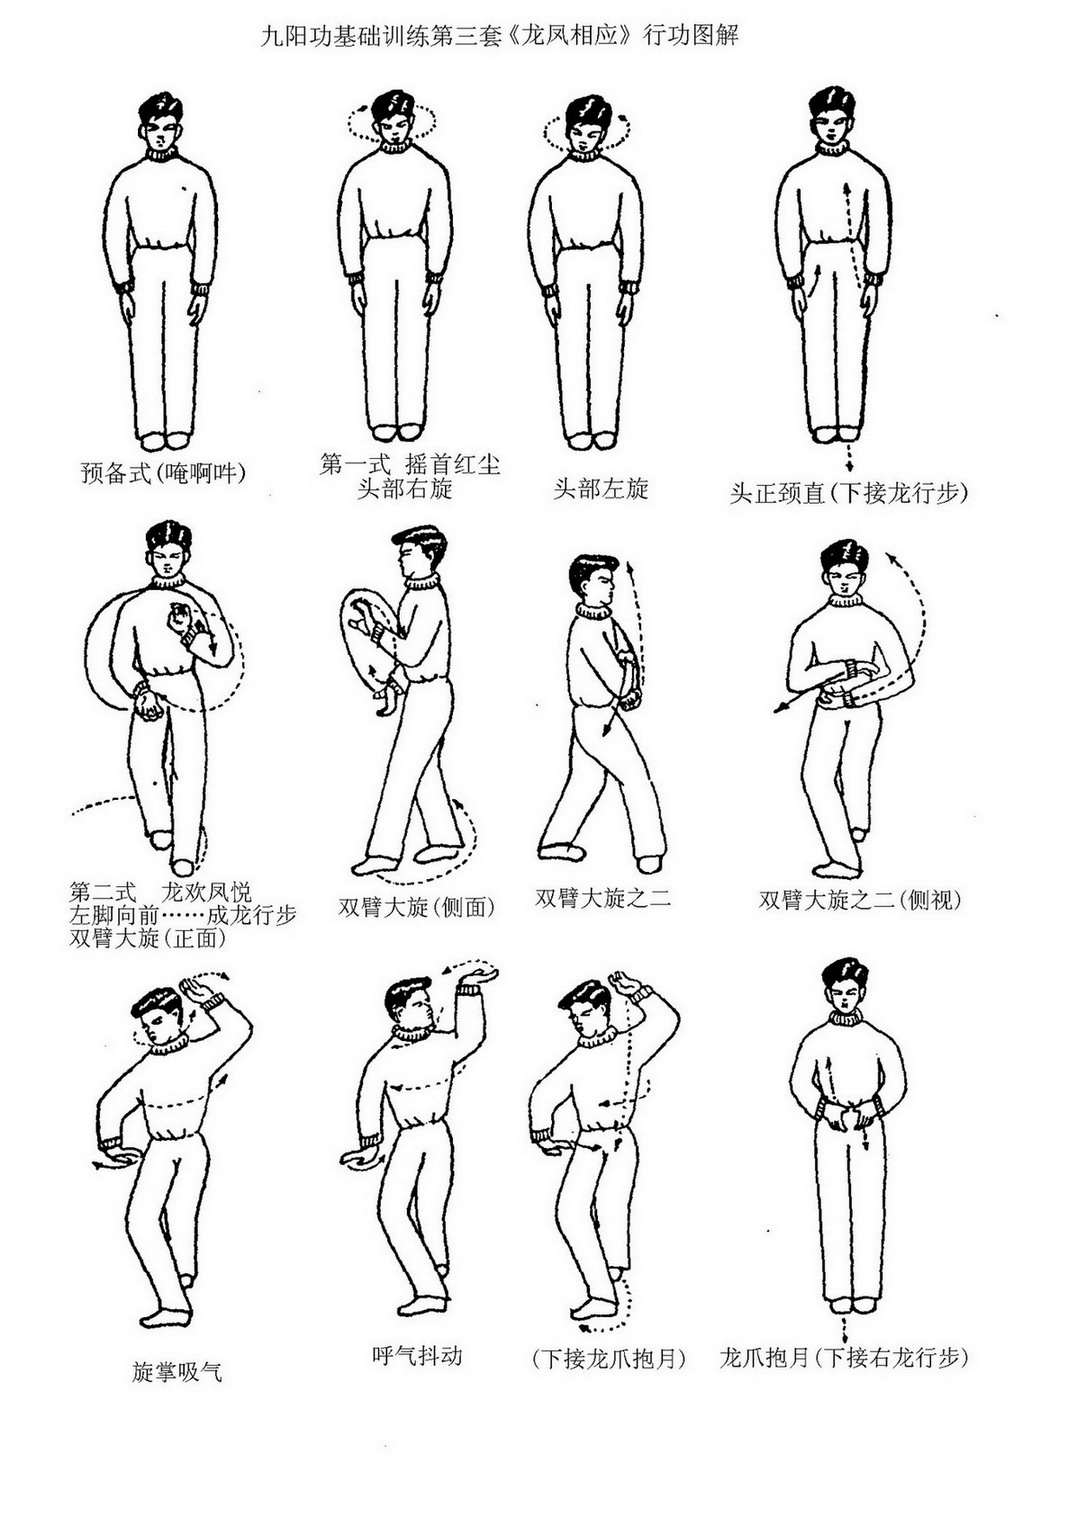 九阳功基础训练第三套《龙凤相应》行功图解
预备式(唵啊吽)
第一式 摇首红尘
头部右旋
头部左旋
头正颈直(下接龙行步)
第二式 龙欢凤悦
左脚向前……成龙行步
双臂大旋(正面)
双臂大旋(侧面)
双臂大旋之二
双臂大旋之二(侧视)
旋掌吸气
呼气抖动
(下接龙爪抱月)
龙爪抱月(下接右龙行步)